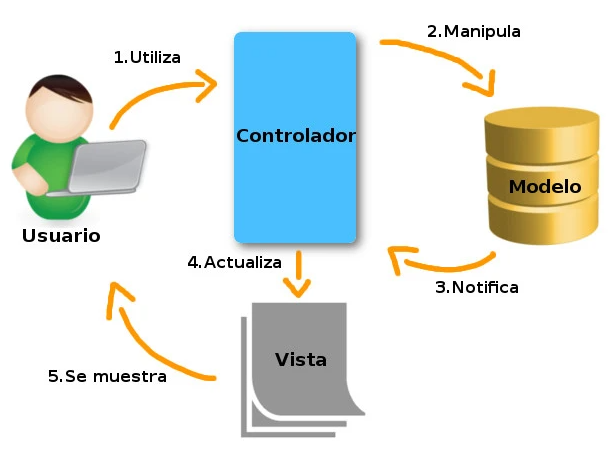 1.Utiliza
2.Manipula
Controlador
Modelo
Usuario
4.Actualiza
3.Notifica
Vista
5.Se muestra